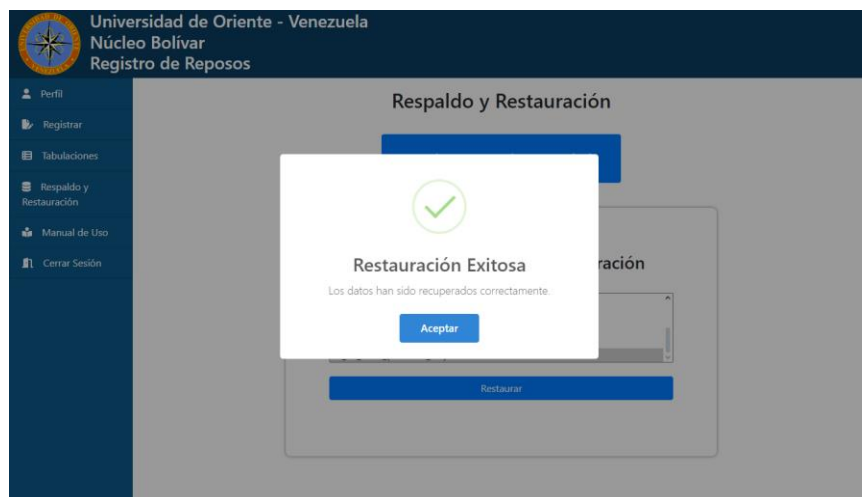 Universidad de Oriente - Venezuela
Núcleo Bolívar
Registro de Reposos
Perfil
Registrar
Tabulaciones
Respaldo y
Restauración
Manual de Uso
Cerrar Sesión
Respaldo y Restauración
ración
Restauración Exitosa
Los datos han sido recuperados correctamente.
Aceptar
Restaurar